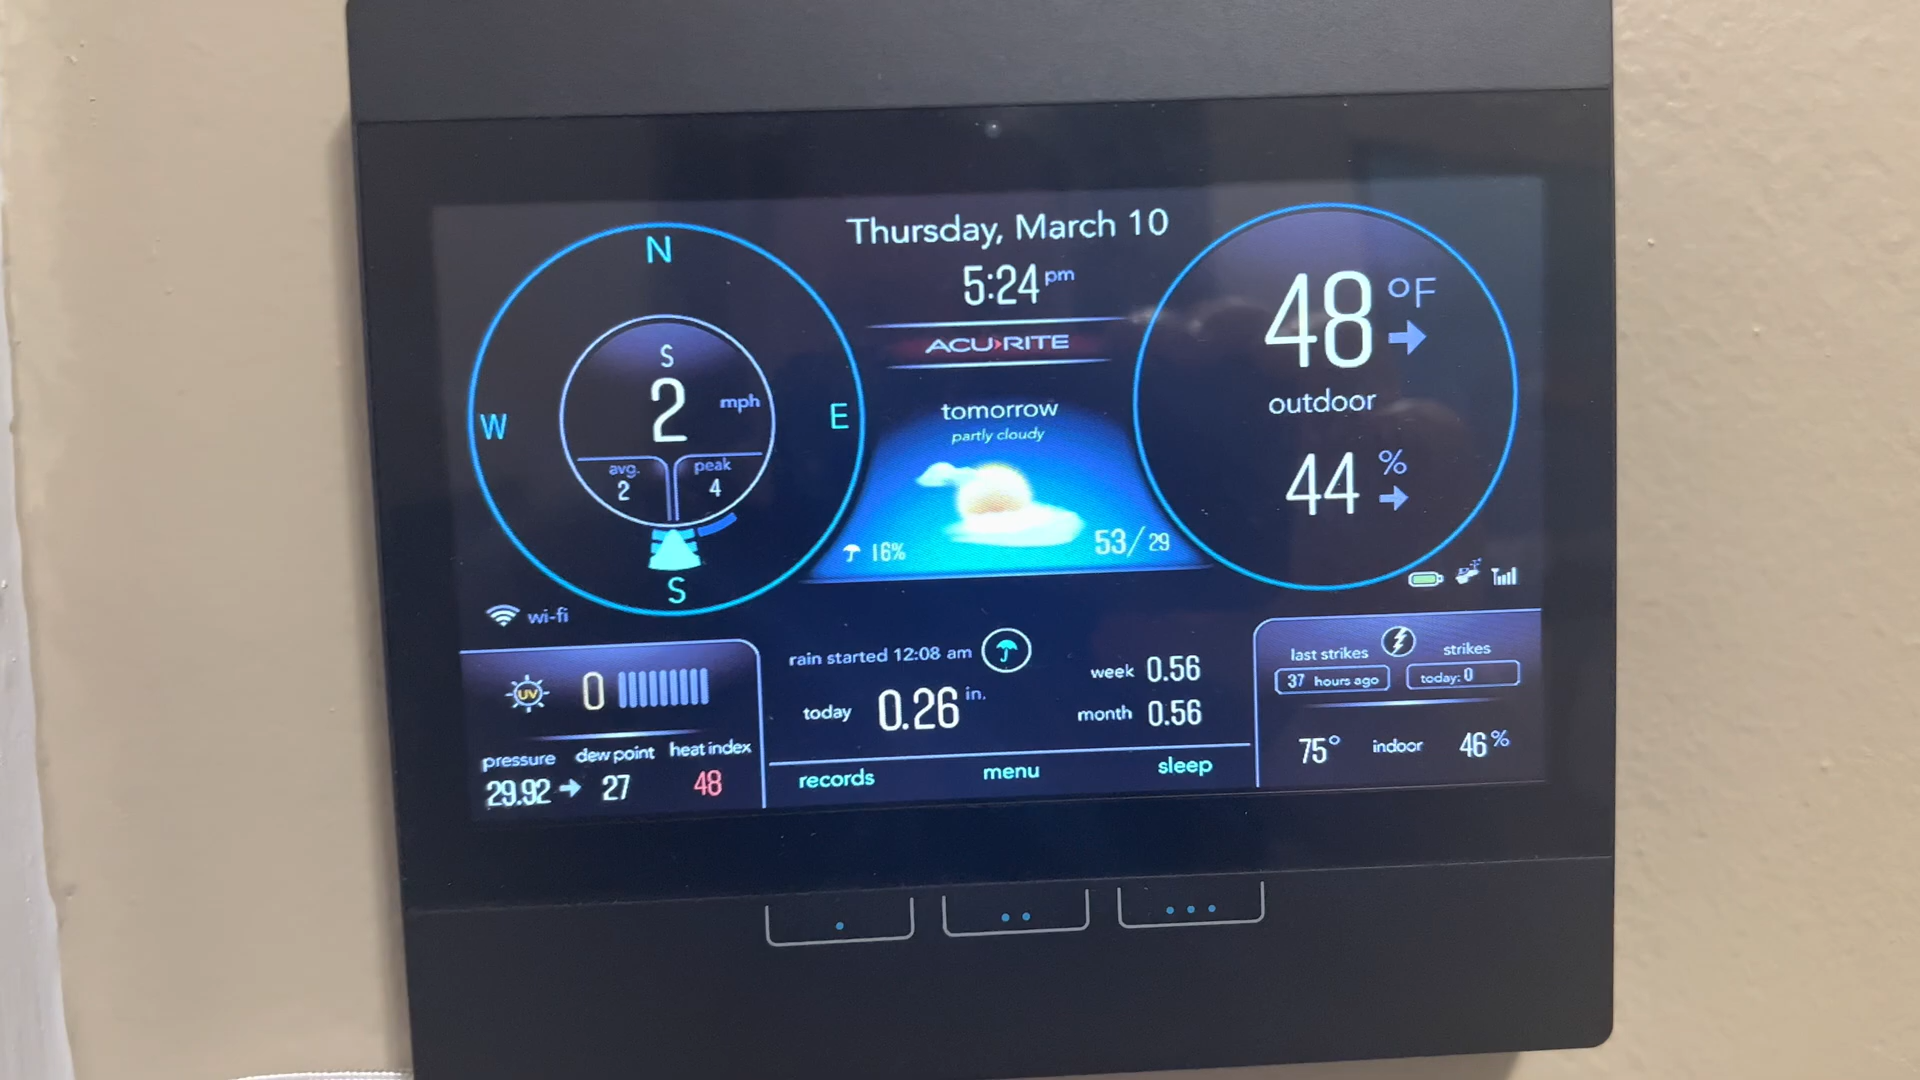 Thursday, March 10
5:24 pm
ACU›RITE
N
W
E
S
S
2 mph
avg. 2
peak 4
tomorrow
partly cloudy
16%
53/29
48 °F
outdoor
44 %
wi-fi
UV 0
pressure dew point heat index
29.92 27 48
rain started 12:08 am
today 0.26 in.
week 0.56
month 0.56
records menu sleep
last strikes strikes
37 hours ago today: 0
75° indoor 46%